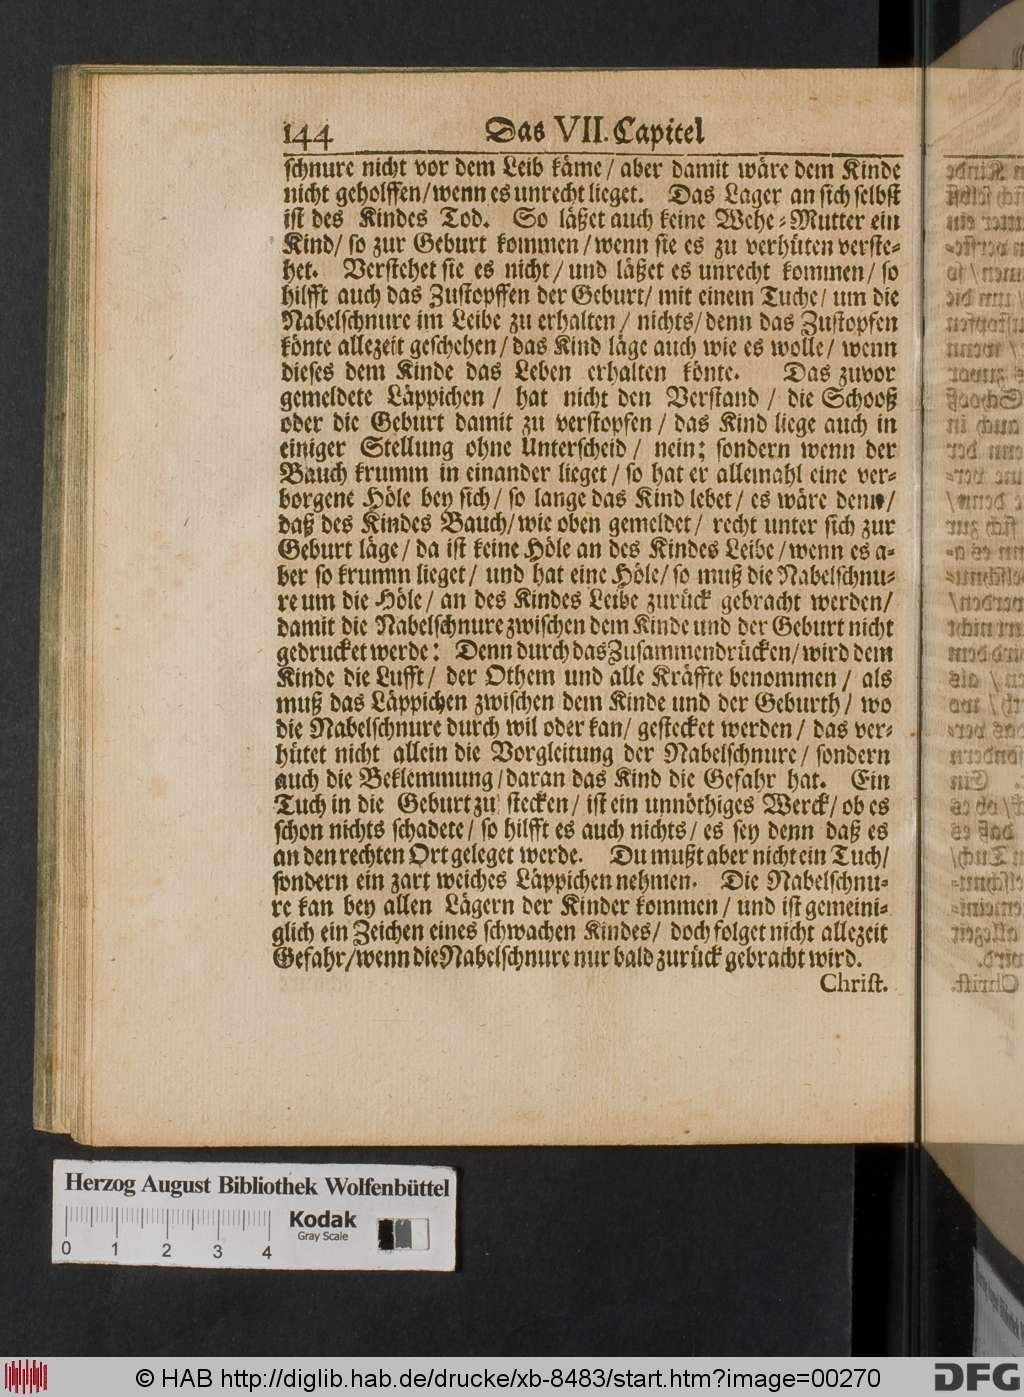 144 Das VII. Capitel
schnure nicht vor dem Leib käme / aber damit wäre dem Kinde
nicht geholffen / wenn es unrecht lieget. Das Lager an sich selbst
ist des Kindes Tod. So läßet auch keine Wehe-Mutter ein
Kind / so zur Geburt kommen / wenn sie es zu verhüten verste-
het. Verstehet sie es nicht / und läßet es unrecht kommen / so
hilfft auch das Zustopffen der Geburt / mit einem Tuche / um die
Nabelschnure im Leibe zu erhalten / nichts / denn das Zustopfen
könte allezeit geschehen / das Kind läge auch wie es wolle / wenn
dieses dem Kinde das Leben erhalten könte. Das zuvor
gemeldete Läppichen / hat nicht den Verstand / die Schooß
oder die Geburt damit zu verstopfen / das Kind liege auch in
einiger Stellung ohne Unterscheid / nein; sondern wenn der
Bauch krumm in einander lieget / so hat er allemahl eine ver-
borgene Höle bey sich / so lange das Kind lebet / es wäre denn /
daß des Kindes Bauch / wie oben gemeldet / recht unter sich zur
Geburt läge / da ist keine Höle an des Kindes Leibe / wenn es a-
ber so krumm lieget / und hat eine Höle / so muß die Nabelschnu-
re um die Höle / an des Kindes Leibe zurück gebracht werden /
damit die Nabelschnure zwischen dem Kinde und der Geburt nicht
gedrucket werde: Denn durch das Zusammendrücken / wird dem
Kinde die Lufft / der Othem und alle Kräffte benommen / als
muß das Läppichen zwischen dem Kinde und der Geburth / wo
die Nabelschnure durch wil oder kan / gestecket werden / das ver-
hütet nicht allein die Vorgleitung der Nabelschnure / sondern
auch die Beklemmung / daran das Kind die Gefahr hat. Ein
Tuch in die Geburt zu stecken / ist ein unnöthiges Werck / ob es
schon nichts schadete / so hilfft es auch nichts / es sey denn daß es
an den rechten Ort geleget werde. Du mußt aber nicht ein Tuch /
sondern ein zart weiches Läppichen nehmen. Die Nabelschnu-
re kan bey allen Lägern der Kinder kommen / und ist gemeini-
glich ein Zeichen eines schwachen Kindes / doch folget nicht allezeit
Gefahr / wenn die Nabelschnure nur bald zurück gebracht wird.
Christ.
Herzog August Bibliothek Wolfenbüttel
Kodak
Gray Scale
0 1 2 3 4
© HAB http://diglib.hab.de/drucke/xb-8483/start.htm?image=00270
DFG